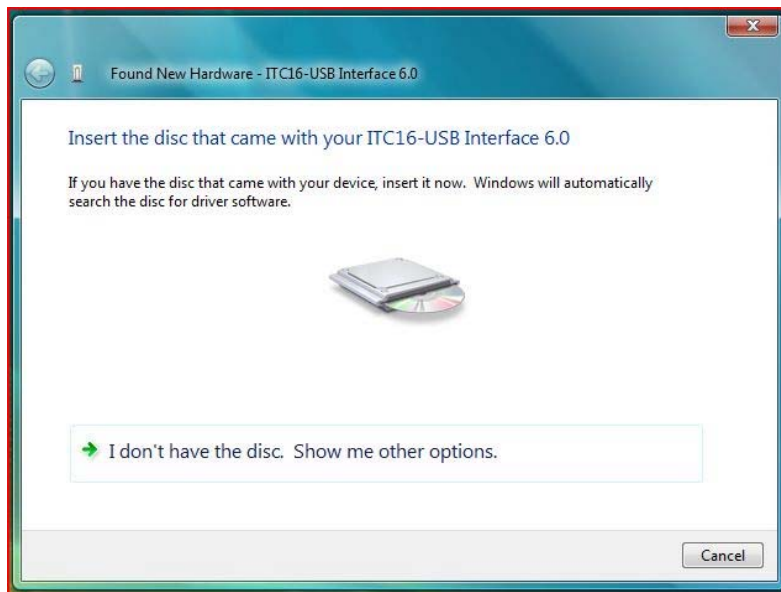 Found New Hardware - ITC16-USB Interface 6.0
Insert the disc that came with your ITC16-USB Interface 6.0
If you have the disc that came with your device, insert it now. Windows will automatically
search the disc for driver software.
I don't have the disc. Show me other options.
Cancel